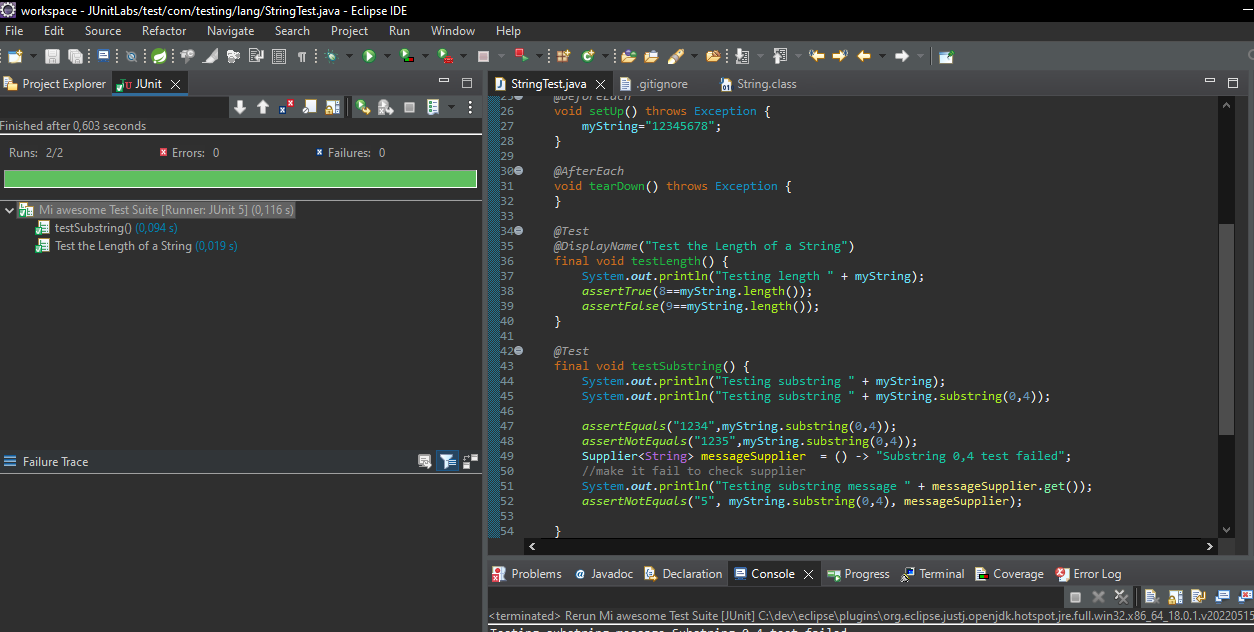 workspace - JUnitLabs/test/com/testing/lang/StringTest.java - Eclipse IDE
File Edit Source Refactor Navigate Search Project Run Window Help
Project Explorer JUnit
Finished after 0,603 seconds
Runs: 2/2 Errors: 0 Failures: 0
Mi awesome Test Suite [Runner: JUnit 5] (0,116 s)
testSubstring() (0,094 s)
Test the Length of a String (0,019 s)
Failure Trace
StringTest.java .gitignore String.class
25 @BeforeEach
26 void setUp() throws Exception {
27 myString="12345678";
28 }
29
30 @AfterEach
31 void tearDown() throws Exception {
32 }
33
34 @Test
35 @DisplayName("Test the Length of a String")
36 final void testLength() {
37 System.out.println("Testing length " + myString);
38 assertTrue(8==myString.length());
39 assertFalse(9==myString.length());
40 }
41
42 @Test
43 final void testSubstring() {
44 System.out.println("Testing substring " + myString);
45 System.out.println("Testing substring " + myString.substring(0,4));
46
47 assertEquals("1234",myString.substring(0,4));
48 assertNotEquals("1235",myString.substring(0,4));
49 Supplier<String> messageSupplier = () -> "Substring 0,4 test failed";
50 //make it fail to check supplier
51 System.out.println("Testing substring message " + messageSupplier.get());
52 assertNotEquals("5", myString.substring(0,4), messageSupplier);
53
54 }
Problems Javadoc Declaration Console Progress Terminal Coverage Error Log
<terminated> Rerun Mi awesome Test Suite [JUnit] C:\dev\eclipse\plugins\org.eclipse.justj.openjdk.hotspot.jre.full.win32.x86_64_18.0.1.v20220515
Testing substring message Substring 0,4 test failed